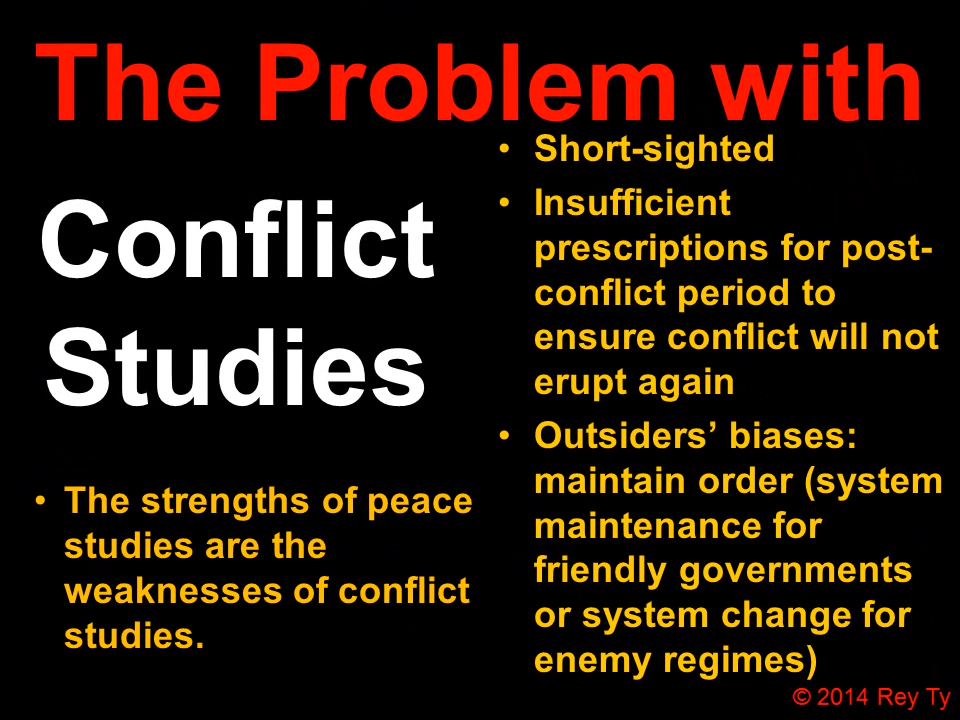 The Problem with
Conflict
Studies
• The strengths of peace
studies are the
weaknesses of conflict
studies.
• Short-sighted
• Insufficient
prescriptions for post-
conflict period to
ensure conflict will not
erupt again
• Outsiders’ biases:
maintain order (system
maintenance for
friendly governments
or system change for
enemy regimes)
© 2014 Rey Ty